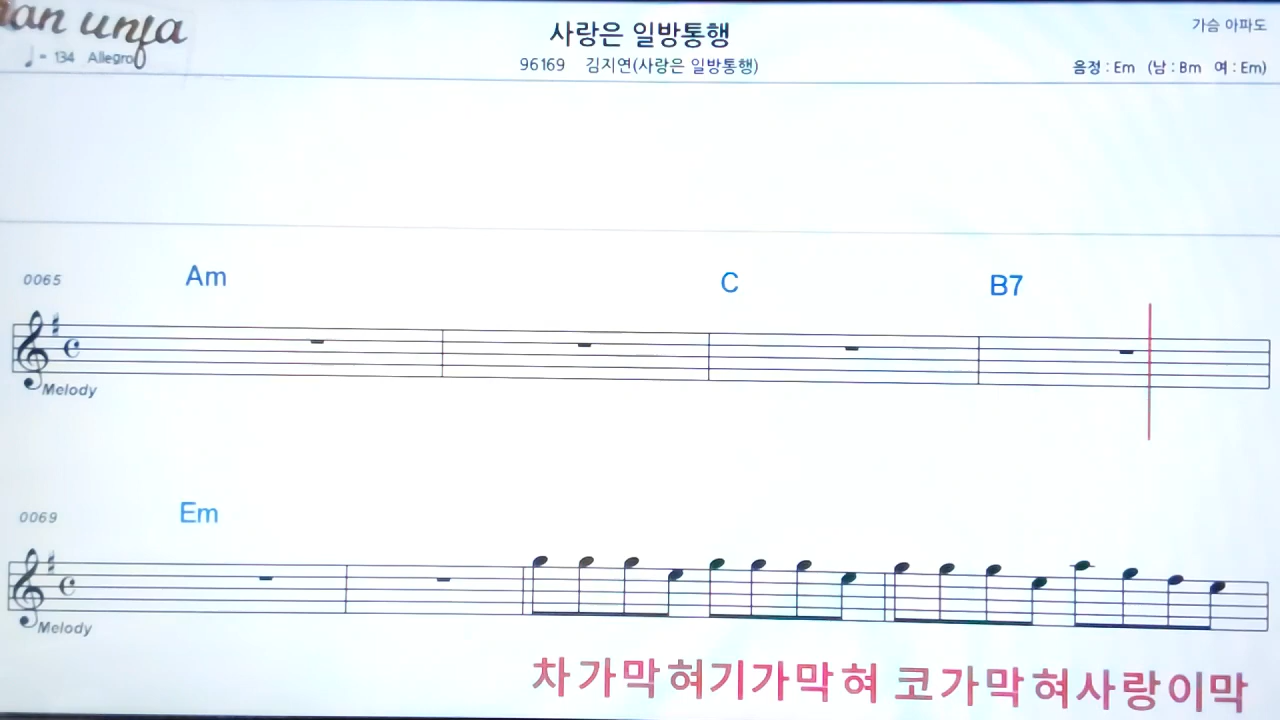 사랑은 일방통행
가슴 아파도
♩= 134 Allegro
96169 김지연(사랑은 일방통행)
음정 : Em (남 : Bm 여 : Em)
0065 Am C B7
Melody
0069 Em
Melody
차가막혀기가막혀 코가막혀사랑이막